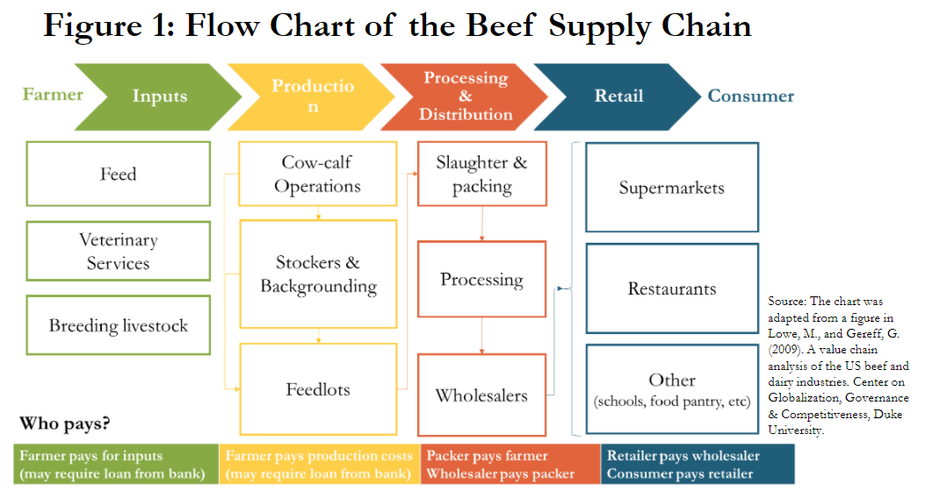 Figure 1: Flow Chart of the Beef Supply Chain
Farmer
Inputs
Productio
n
Processing
&
Distribution
Retail
Consumer
Feed
Veterinary
Services
Breeding livestock
Cow-calf
Operations
Stockers &
Backgrounding
Feedlots
Slaughter &
packing
Processing
Wholesalers
Supermarkets
Restaurants
Other
(schools, food pantry, etc)
Source: The chart was
adapted from a figure in
Lowe, M., and Gereff, G.
(2009). A value chain
analysis of the US beef and
dairy industries. Center on
Globalization, Governance
& Competitiveness, Duke
University.
Who pays?
Farmer pays for inputs
(may require loan from bank)
Farmer pays production costs
(may require loan from bank)
Packer pays farmer
Wholesaler pays packer
Retailer pays wholesaler
Consumer pays retailer